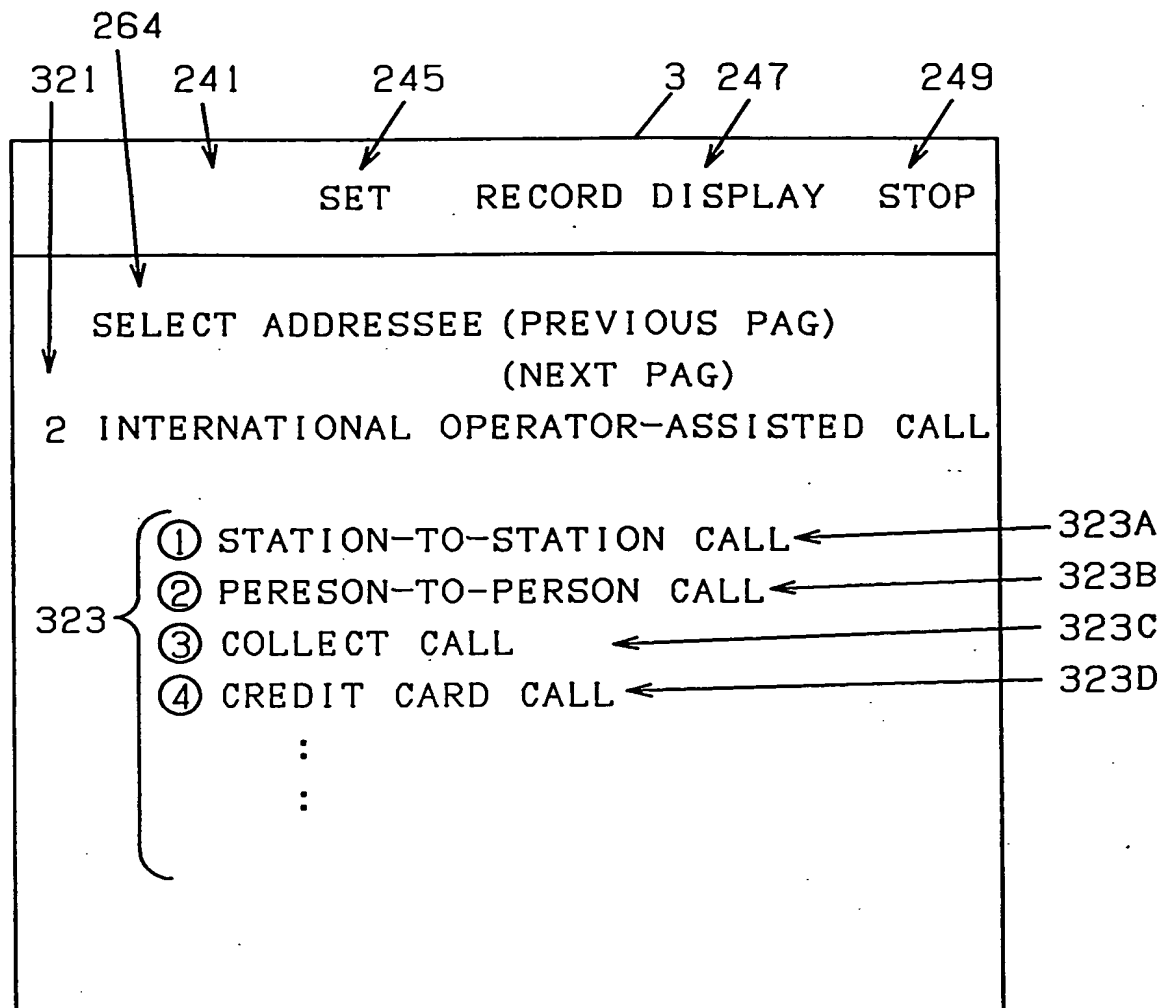 264
321 241 245 3 247 249
SET RECORD DISPLAY STOP
SELECT ADDRESSEE (PREVIOUS PAG)
(NEXT PAG)
2 INTERNATIONAL OPERATOR-ASSISTED CALL
① STATION-TO-STATION CALL 323A
② PERESON-TO-PERSON CALL 323B
323 ③ COLLECT CALL 323C
④ CREDIT CARD CALL 323D
:
: